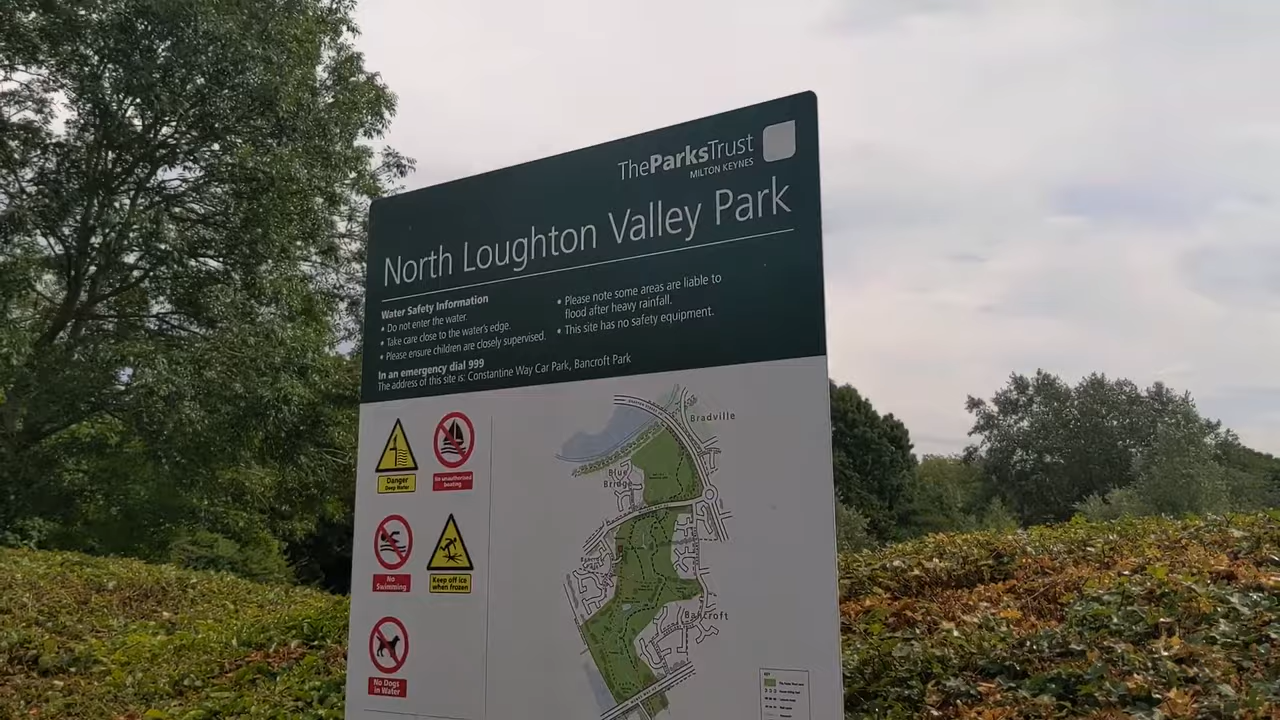 TheParksTrust
MILTON KEYNES
North Loughton Valley Park
Water Safety Information
• Do not enter the water.
• Take care close to the water's edge.
• Please ensure children are closely supervised.
• Please note some areas are liable to
flood after heavy rainfall.
• This site has no safety equipment.
In an emergency dial 999
The address of this site is: Constantine Way Car Park, Bancroft Park
Danger
Deep Water
No unauthorised
boating
No
Swimming
Keep off ice
when frozen
No Dogs
in Water
Bradville
Blue
Bridge
Bancroft
KEY